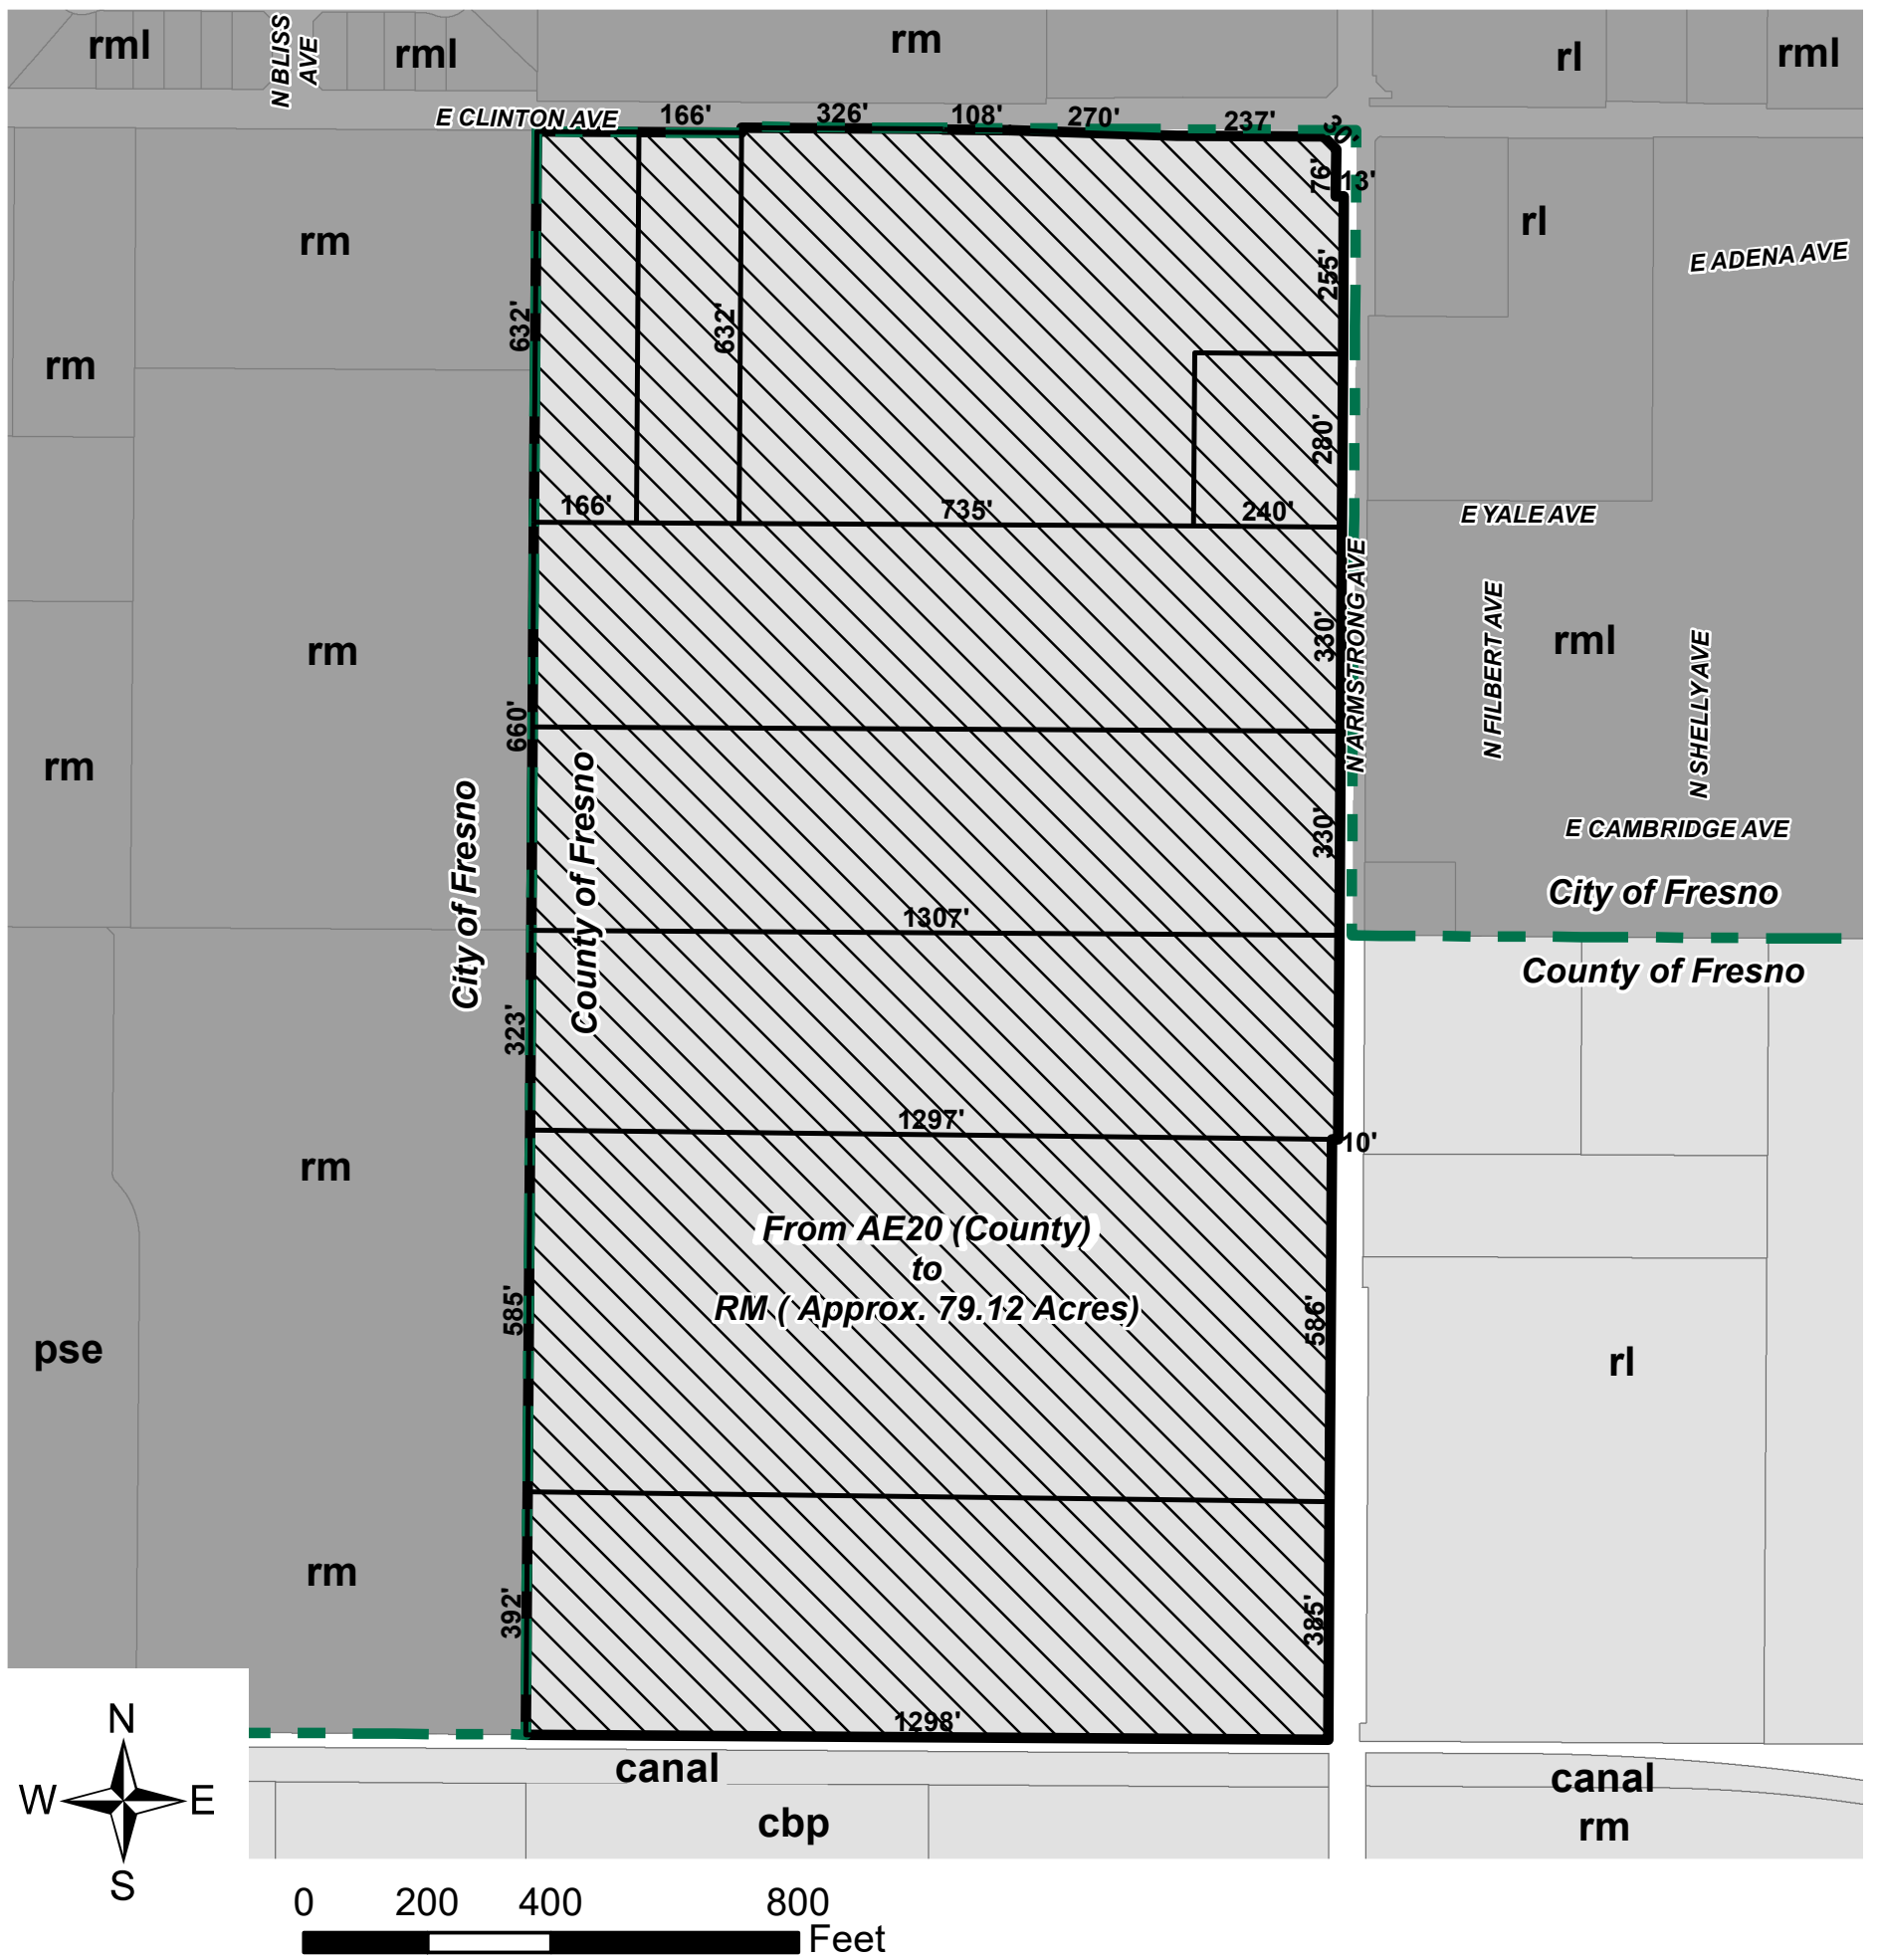 rml
N BLISS
AVE
rml
rm
rl
rml
E CLINTON AVE
166'
326'
108'
270'
237'
30'
76'
13'
rm
rl
E ADENA AVE
255'
632'
632'
rm
280'
166'
735'
240'
E YALE AVE
N ARMSTRONG AVE
330'
N FILBERT AVE
rml
N SHELLY AVE
rm
660'
rm
City of Fresno
County of Fresno
330'
E CAMBRIDGE AVE
City of Fresno
1307'
County of Fresno
323'
1297'
10'
rm
From AE20 (County)
to
RM ( Approx. 79.12 Acres)
585'
586'
pse
rl
rm
392'
385'
1298'
canal
canal
cbp
rm
N
W
E
S
0
200
400
800
Feet